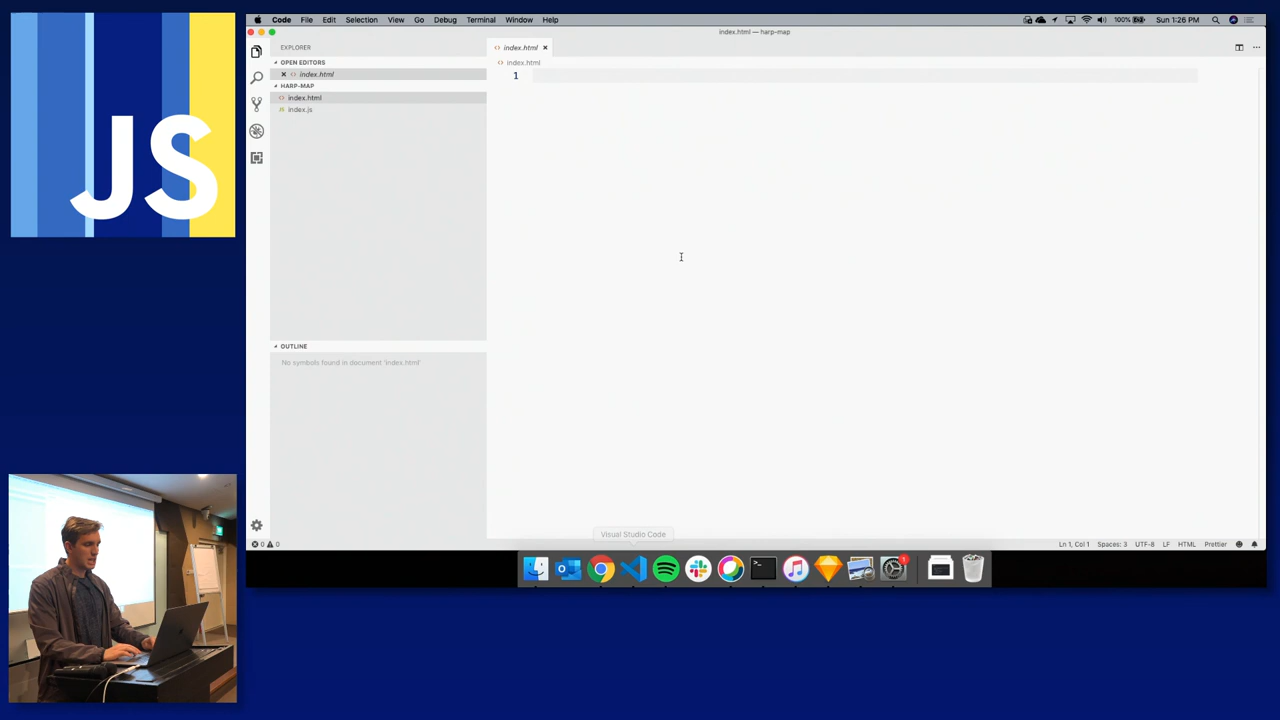 JS
Code File Edit Selection View Go Debug Terminal Window Help
100% Sun 1:26 PM
index.html — harp-map
EXPLORER
OPEN EDITORS
index.html
HARP-MAP
index.html
index.js
OUTLINE
No symbols found in document 'index.html'
index.html
index.html
1
Visual Studio Code
0 0
Ln 1, Col 1 Spaces: 3 UTF-8 LF HTML Prettier
1